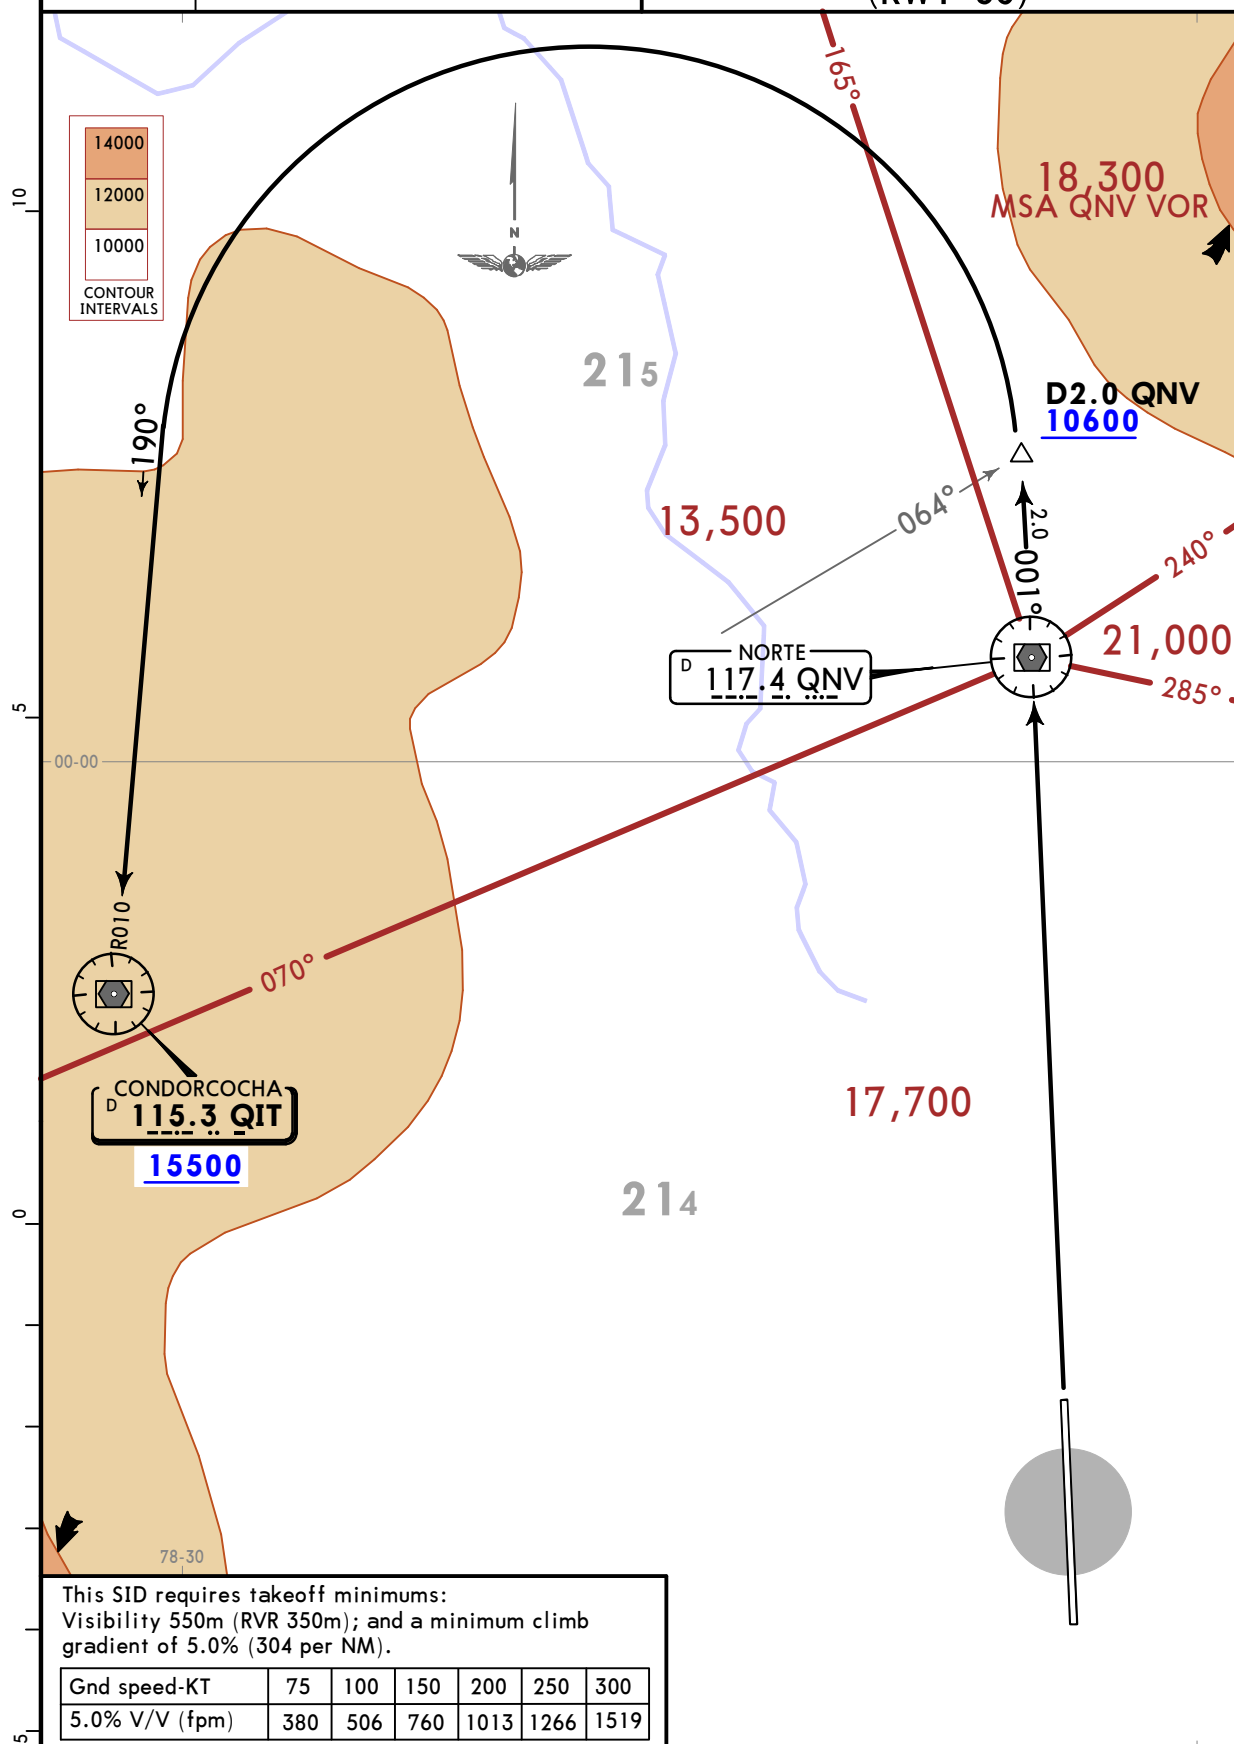 165°
18,300
MSA QNV VOR
14000
12000
10000
CONTOUR
INTERVALS
10
N
215
D2.0 QNV
10600
190°
064°
2.0
001°
13,500
240°
21,000
285°
NORTE
D 117.4 QNV
5
00-00
R010
070°
CONDORCOCHA
D 115.3 QIT
15500
17,700
214
0
78-30
This SID requires takeoff minimums:
Visibility 550m (RVR 350m); and a minimum climb
gradient of 5.0% (304 per NM).
Gnd speed-KT 75 100 150 200 250 300
5.0% V/V (fpm) 380 506 760 1013 1266 1519
5